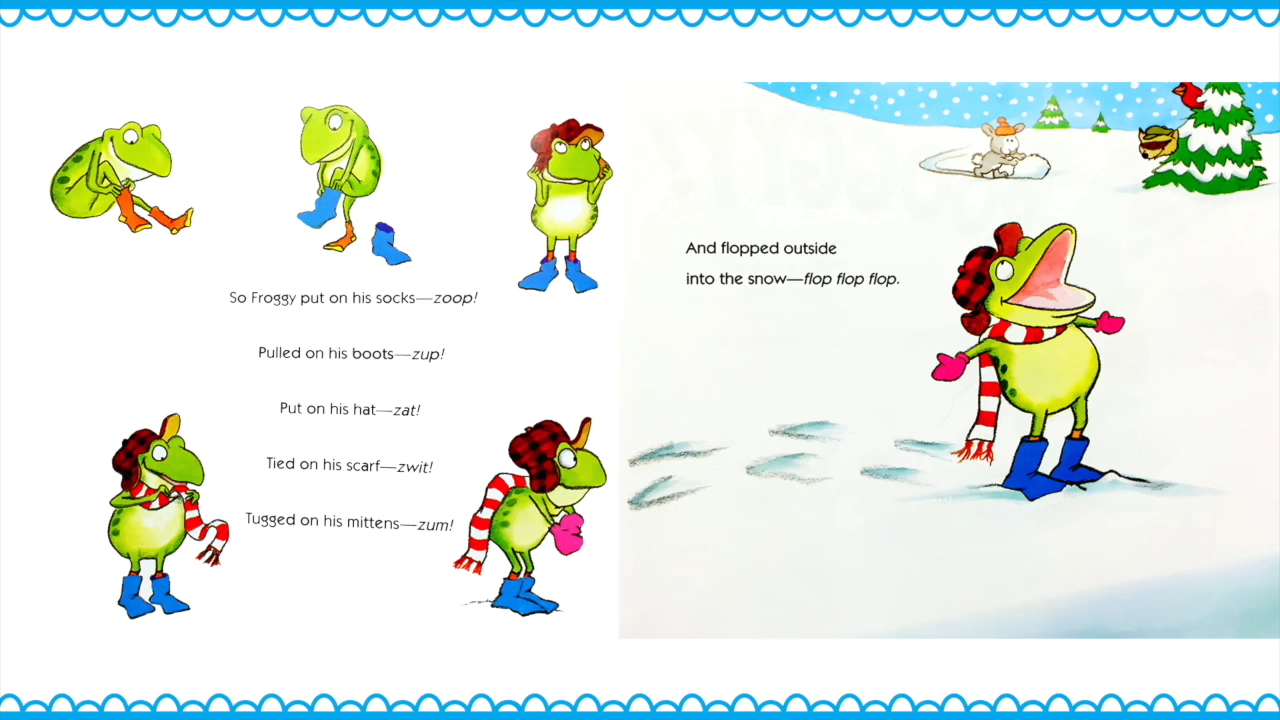 So Froggy put on his socks—zoop!
Pulled on his boots—zup!
Put on his hat—zat!
Tied on his scarf—zwit!
Tugged on his mittens—zum!
And flopped outside
into the snow—flop flop flop.